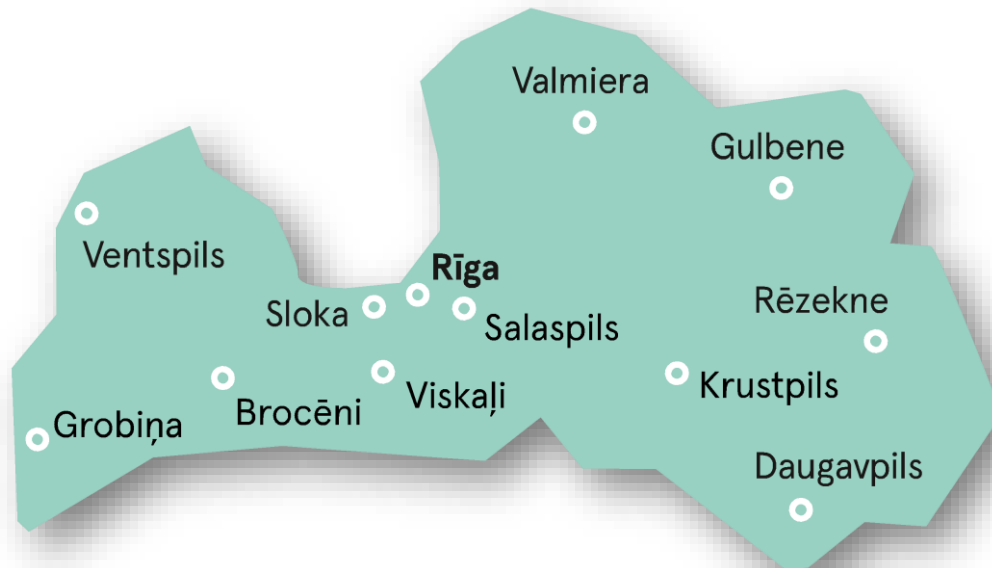 Valmiera
Gulbene
Ventspils
Rīga
Sloka
Rēzekne
Salaspils
Krustpils
Viskaļi
Brocēni
Grobiņa
Daugavpils